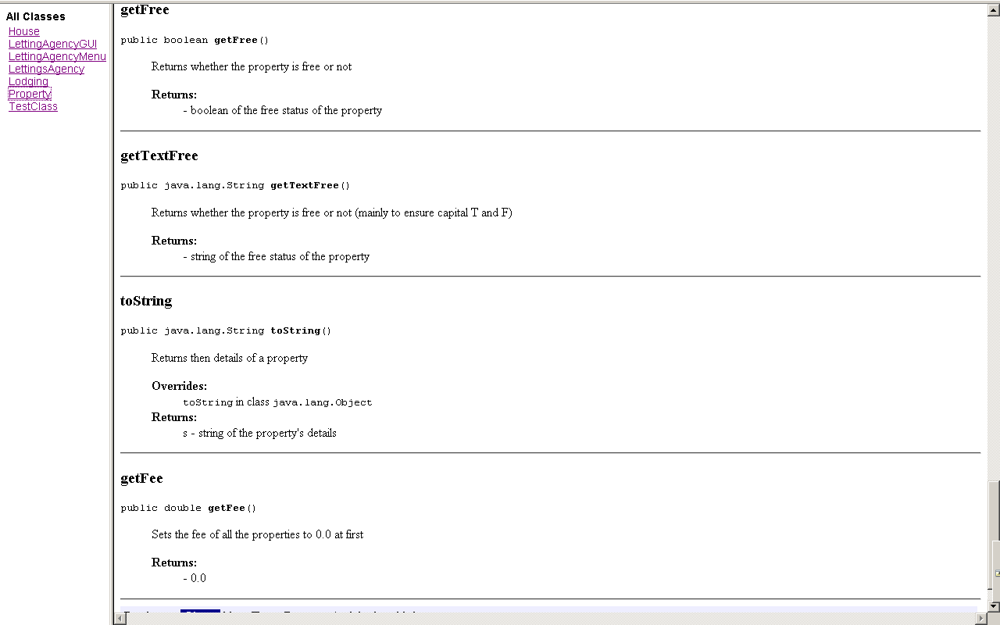 All Classes
House
LettingAgencyGUI
LettingAgencyMenu
LettingsAgency
Lodging
Property
TestClass
getFree
public boolean getFree()
Returns whether the property is free or not
Returns:
- boolean of the free status of the property
getTextFree
public java.lang.String getTextFree()
Returns whether the property is free or not (mainly to ensure capital T and F)
Returns:
- string of the free status of the property
toString
public java.lang.String toString()
Returns then details of a property
Overrides:
toString in class java.lang.Object
Returns:
s - string of the property's details
getFee
public double getFee()
Sets the fee of all the properties to 0.0 at first
Returns:
- 0.0